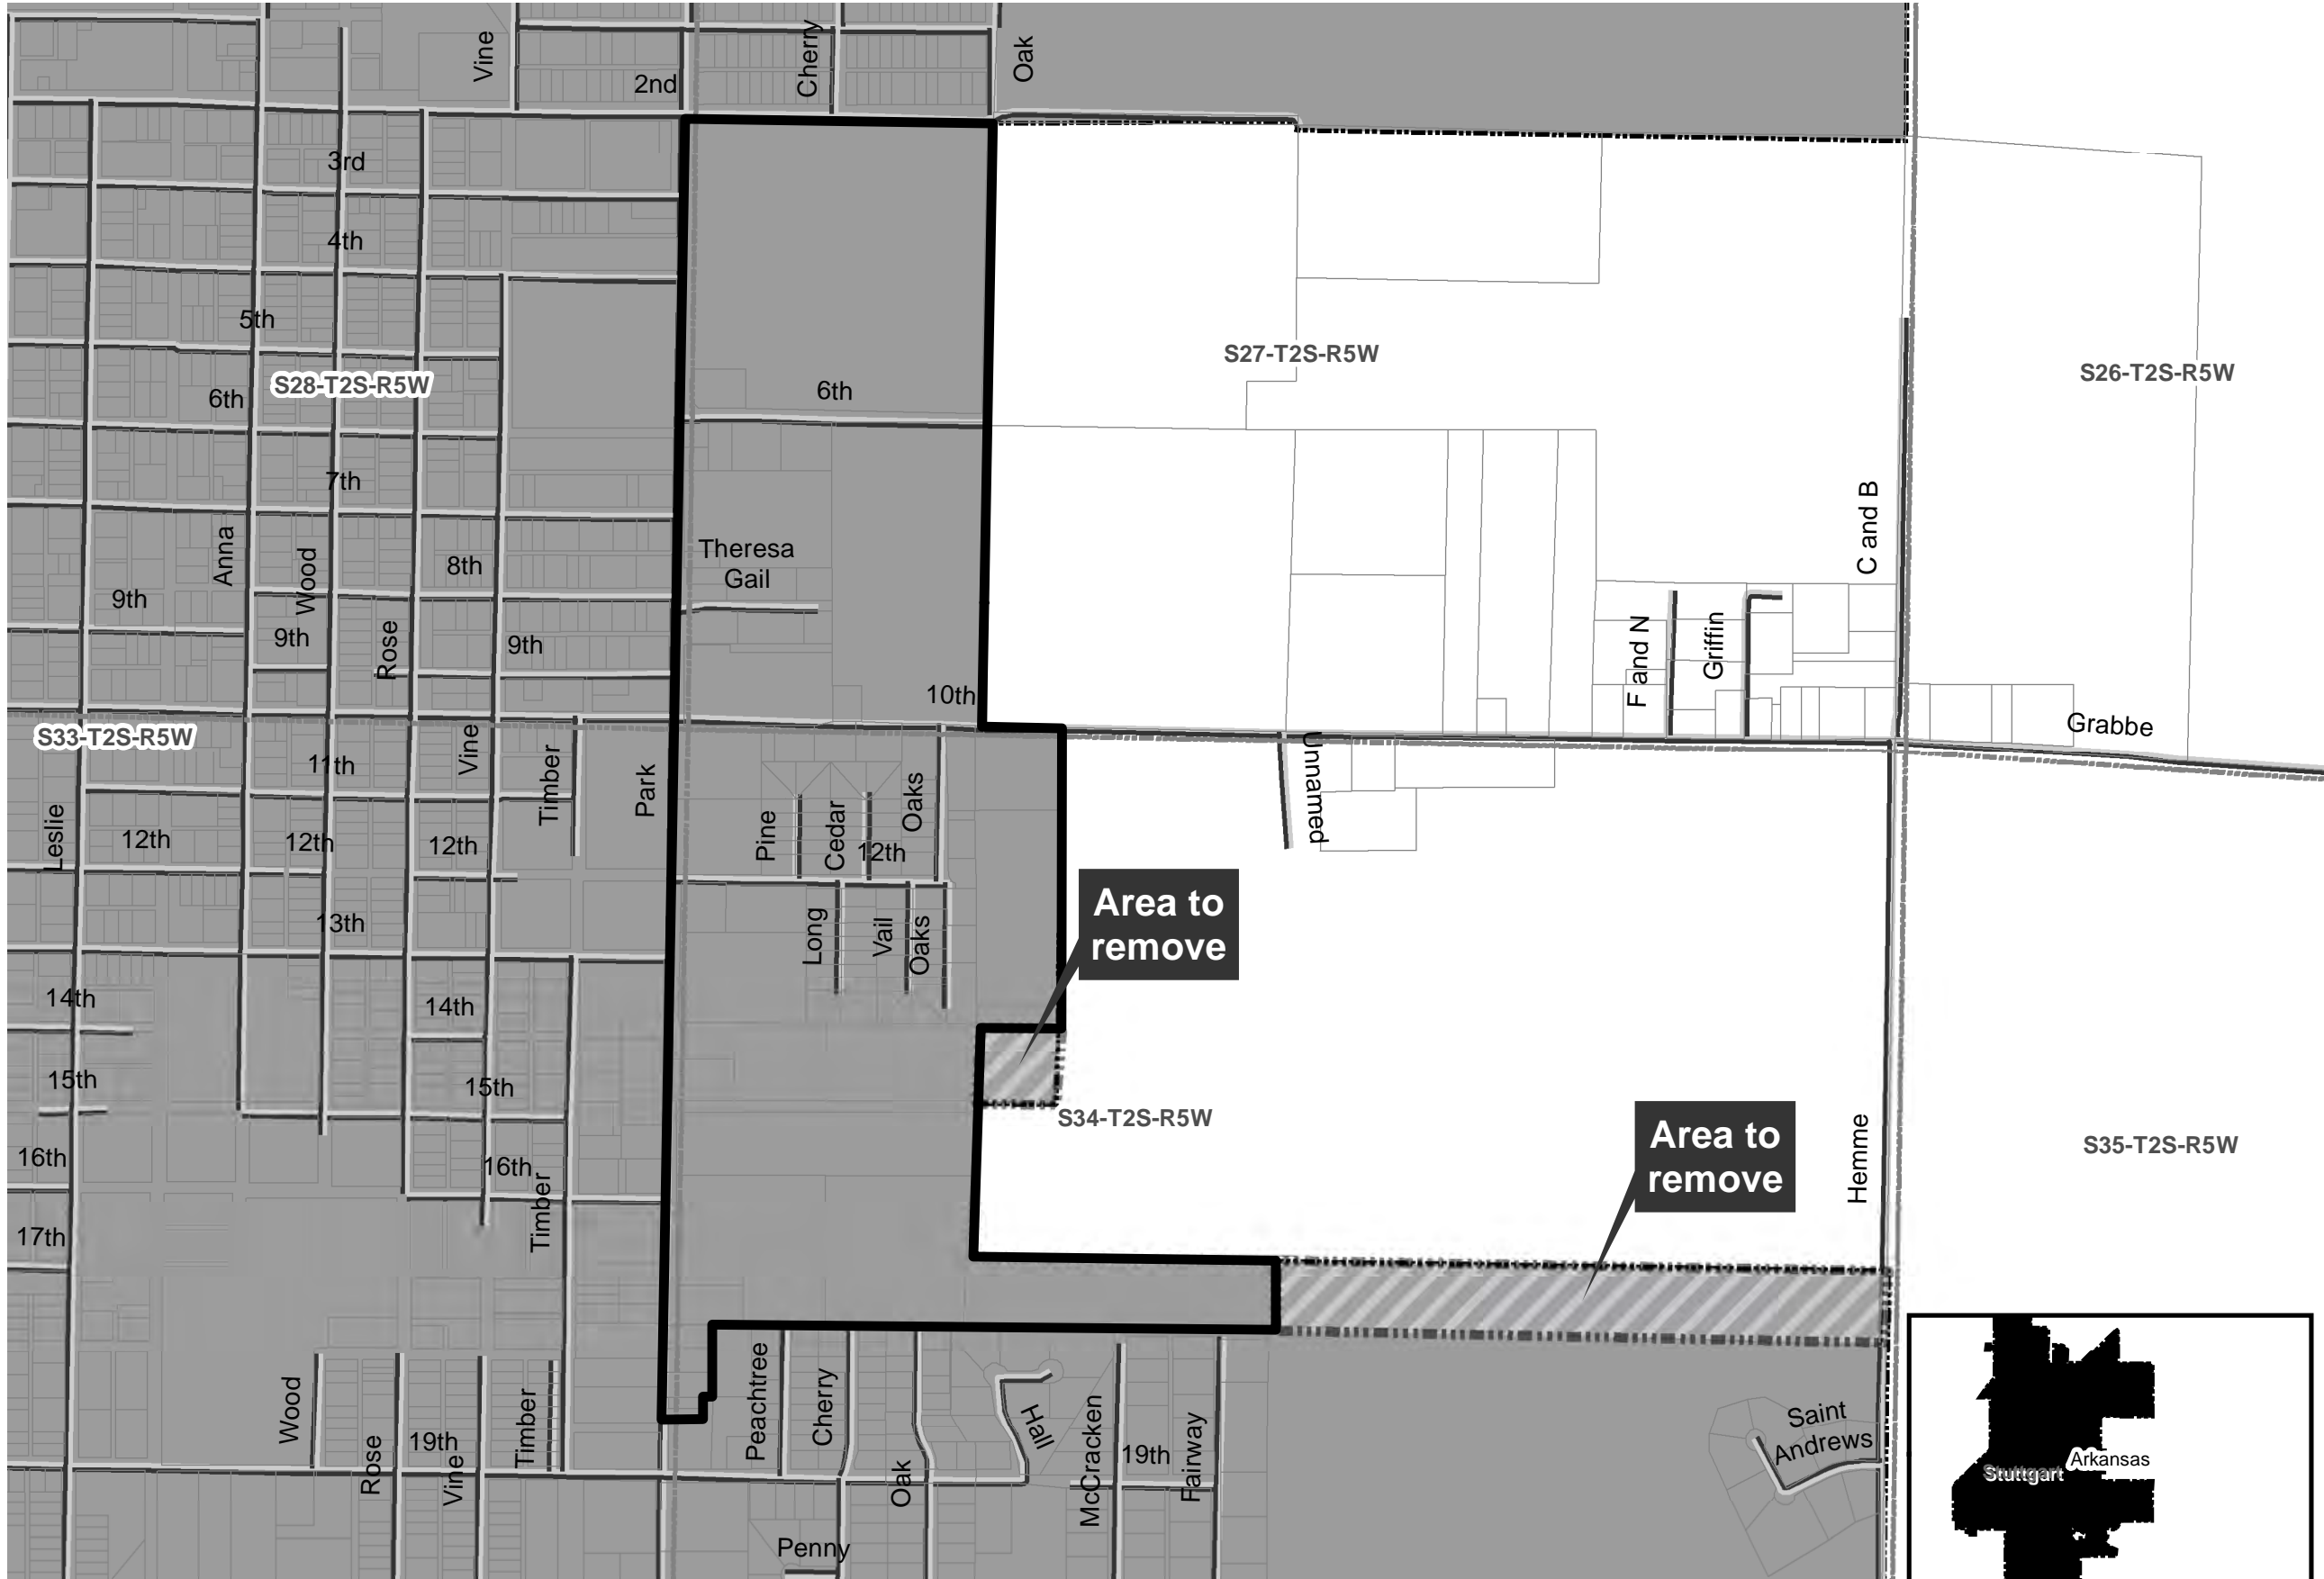 Vine
2nd
Cherry
Oak
3rd
4th
5th
6th
S28-T2S-R5W
6th
S27-T2S-R5W
S26-T2S-R5W
7th
Anna
Wood
8th
Theresa
Gail
C and B
9th
9th
Rose
9th
F and N
Griffin
10th
S33-T2S-R5W
Grabbe
11th
Vine
Timber
Park
Unnamed
Leslie
12th
12th
12th
Pine
Cedar
Oaks
12th
13th
Long
Vail
Oaks
Area to
remove
14th
14th
15th
15th
S34-T2S-R5W
Area to
remove
Hemme
S35-T2S-R5W
16th
16th
Timber
17th
Wood
Rose
19th
Vine
Timber
Peachtree
Cherry
Oak
Hall
McCracken
19th
Fairway
Saint
Andrews
Penny
Arkansas
Stuttgart